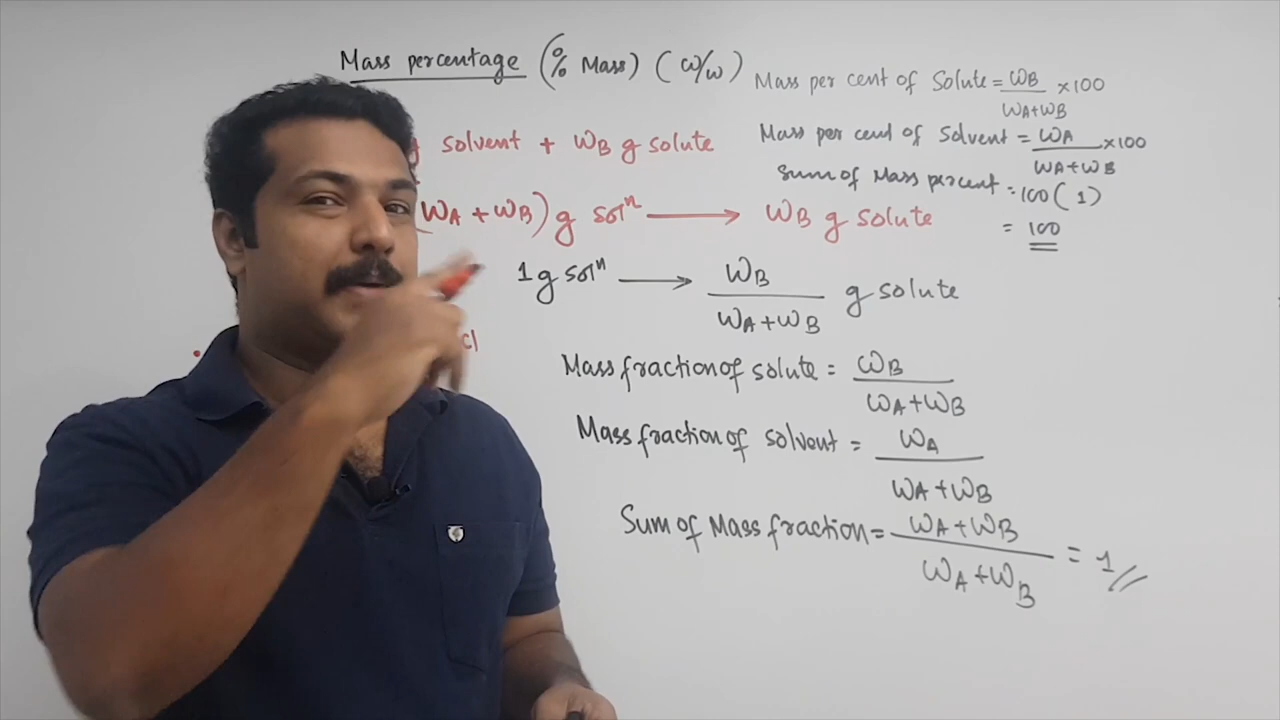 Mass percentage (% Mass) (w/w)
Mass per cent of Solute = WB / WA+WB ×100
g solvent + WB g solute
Mass per cent of Solvent = WA / WA+WB ×100
Sum of Mass percent = 100(1)
= 100
(WA + WB) g solⁿ → WB g solute
1 g solⁿ → WB / WA+WB g solute
cl
Mass fraction of solute = WB / WA+WB
Mass fraction of solvent = WA / WA+WB
Sum of Mass fraction = WA+WB / WA+WB = 1//